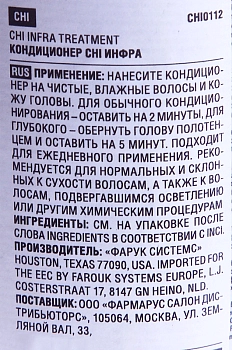 CHI CHI0112
CHI INFRA TREATMENT
КОНДИЦИОНЕР CHI ИНФРА
RUS ПРИМЕНЕНИЕ: НАНЕСИТЕ КОНДИЦИО-
НЕР НА ЧИСТЫЕ, ВЛАЖНЫЕ ВОЛОСЫ И КО-
ЖУ ГОЛОВЫ. ДЛЯ ОБЫЧНОГО КОНДИЦИ-
ОНИРОВАНИЯ – ОСТАВИТЬ НА 2 МИНУТЫ, ДЛЯ
ГЛУБОКОГО – ОБЕРНУТЬ ГОЛОВУ ПОЛОТЕН-
ЦЕМ И ОСТАВИТЬ НА 5 МИНУТ. ПОДХОДИТ
ДЛЯ ЕЖЕДНЕВНОГО ПРИМЕНЕНИЯ. РЕКО-
МЕНДУЕТСЯ ДЛЯ НОРМАЛЬНЫХ И СКЛОН-
НЫХ К СУХОСТИ ВОЛОСАМ, А ТАКЖЕ К ВО-
ЛОСАМ, ПОДВЕРГАВШИМСЯ ОСВЕТЛЕНИЮ
ИЛИ ДРУГИМ ХИМИЧЕСКИМ ПРОЦЕДУРАМ
ИНГРЕДИЕНТЫ: СМ. НА УПАКОВКЕ ПОСЛЕ
СЛОВА INGREDIENTS В СООТВЕТСТВИИ С INCI.
ПРОИЗВОДИТЕЛЬ: «ФАРУК СИСТЕМС»
HOUSTON, TEXAS 77090, USA. IMPORTED FOR
THE EEC BY FAROUK SYSTEMS EUROPE, L.J.
COSTERSTRAAT 17, 8147 GN HEINO, NLD.
ПОСТАВЩИК: ООО «ФАРМАРУС САЛОН ДИС-
ТРИБЬЮТОРС», 105064, МОСКВА, УЛ. ЗЕМ-
ЛЯНОЙ ВАЛ, 33,